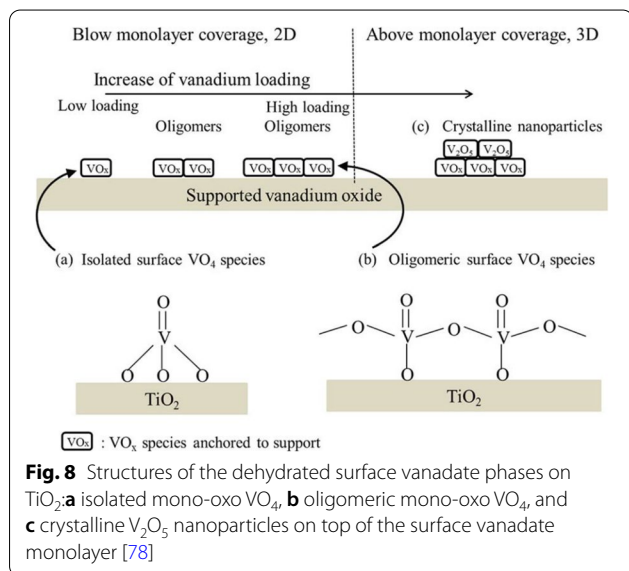 Blow monolayer coverage, 2D
Above monolayer coverage, 3D
Increase of vanadium loading
Low loading
High loading
Oligomers
Oligomers
(c) Crystalline nanoparticles
V₂O₅ V₂O₅
VOₓ
VOₓ VOₓ
VOₓ VOₓ VOₓ
VOₓ VOₓ VOₓ
Supported vanadium oxide
(a) Isolated surface VO₄ species
(b) Oligomeric surface VO₄ species
O
V
O O O
TiO₂
O O
O O O
V V
O O
TiO₂
VOₓ : VOₓ species anchored to support
Fig. 8 Structures of the dehydrated surface vanadate phases on
TiO₂:a isolated mono-oxo VO₄, b oligomeric mono-oxo VO₄, and
c crystalline V₂O₅ nanoparticles on top of the surface vanadate
monolayer [78]